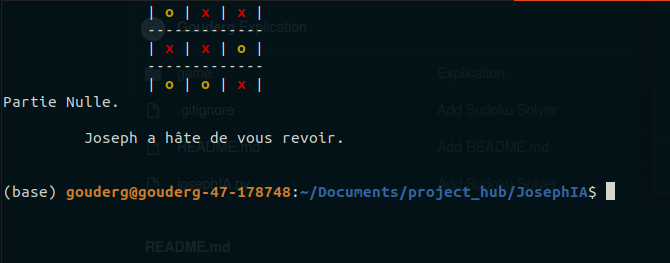 | o | x | x |
-------------
| x | x | o |
-------------
| o | o | x |
Partie Nulle.
Joseph a hâte de vous revoir.
(base) gouderg@gouderg-47-178748:~/Documents/project_hub/JosephIA$
Gouderg Explication
game Explication
.gitignore Add Sudoku Solver
README.md Add README.md
josephIA.py Add Sudoku Solver
README.md